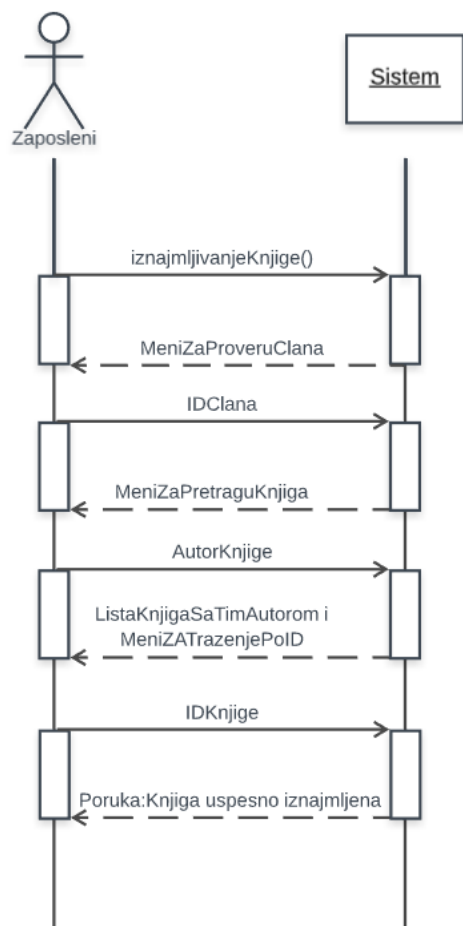 Zaposleni
Sistem
iznajmljivanjeKnjige()
MeniZaProveruClana
IDClana
MeniZaPretraguKnjiga
AutorKnjige
ListaKnjigaSaTimAutorom i
MeniZATrazenjePoID
IDKnjige
Poruka:Knjiga uspesno iznajmljena